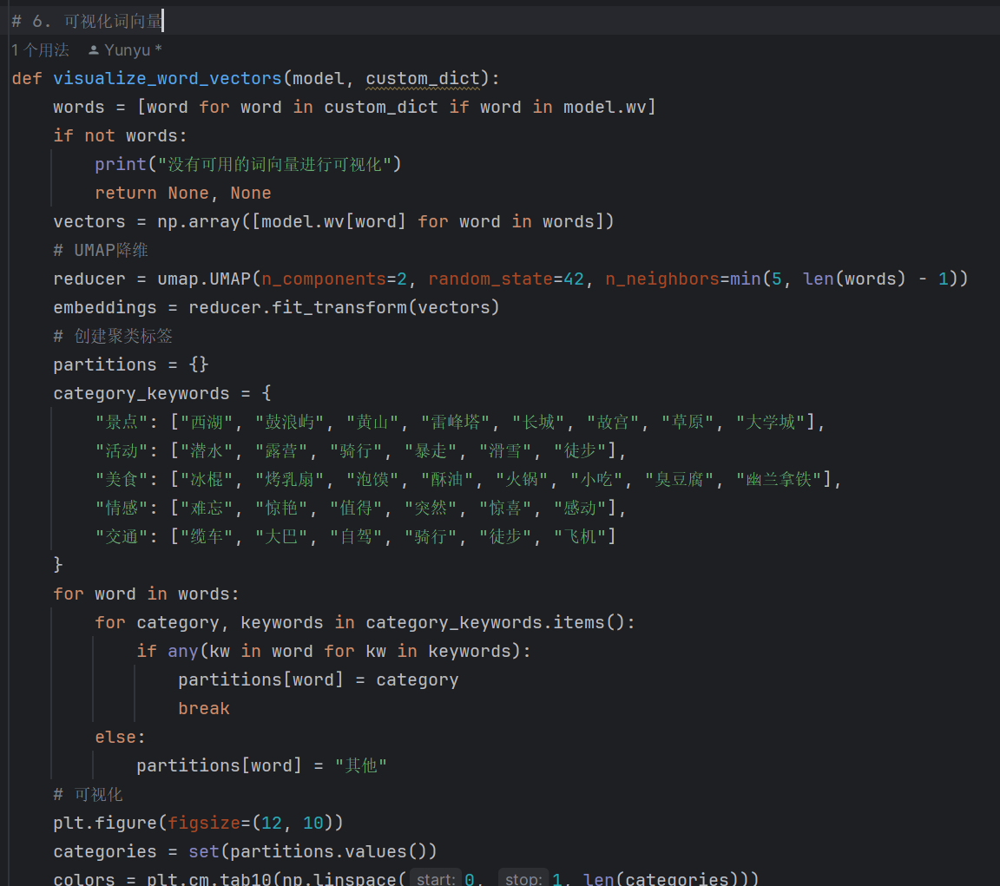 # 6. 可视化词向量
1 个用法 Yunyu *
def visualize_word_vectors(model, custom_dict):
    words = [word for word in custom_dict if word in model.wv]
    if not words:
        print("没有可用的词向量进行可视化")
        return None, None
    vectors = np.array([model.wv[word] for word in words])
    # UMAP降维
    reducer = umap.UMAP(n_components=2, random_state=42, n_neighbors=min(5, len(words) - 1))
    embeddings = reducer.fit_transform(vectors)
    # 创建聚类标签
    partitions = {}
    category_keywords = {
        "景点": ["西湖", "鼓浪屿", "黄山", "雷峰塔", "长城", "故宫", "草原", "大学城"],
        "活动": ["潜水", "露营", "骑行", "暴走", "滑雪", "徒步"],
        "美食": ["冰棍", "烤乳扇", "泡馍", "酥油", "火锅", "小吃", "臭豆腐", "幽兰拿铁"],
        "情感": ["难忘", "惊艳", "值得", "突然", "惊喜", "感动"],
        "交通": ["缆车", "大巴", "自驾", "骑行", "徒步", "飞机"]
    }
    for word in words:
        for category, keywords in category_keywords.items():
            if any(kw in word for kw in keywords):
                partitions[word] = category
                break
        else:
            partitions[word] = "其他"
    # 可视化
    plt.figure(figsize=(12, 10))
    categories = set(partitions.values())
    colors = plt.cm.tab10(np.linspace( start: 0, stop: 1, len(categories)))